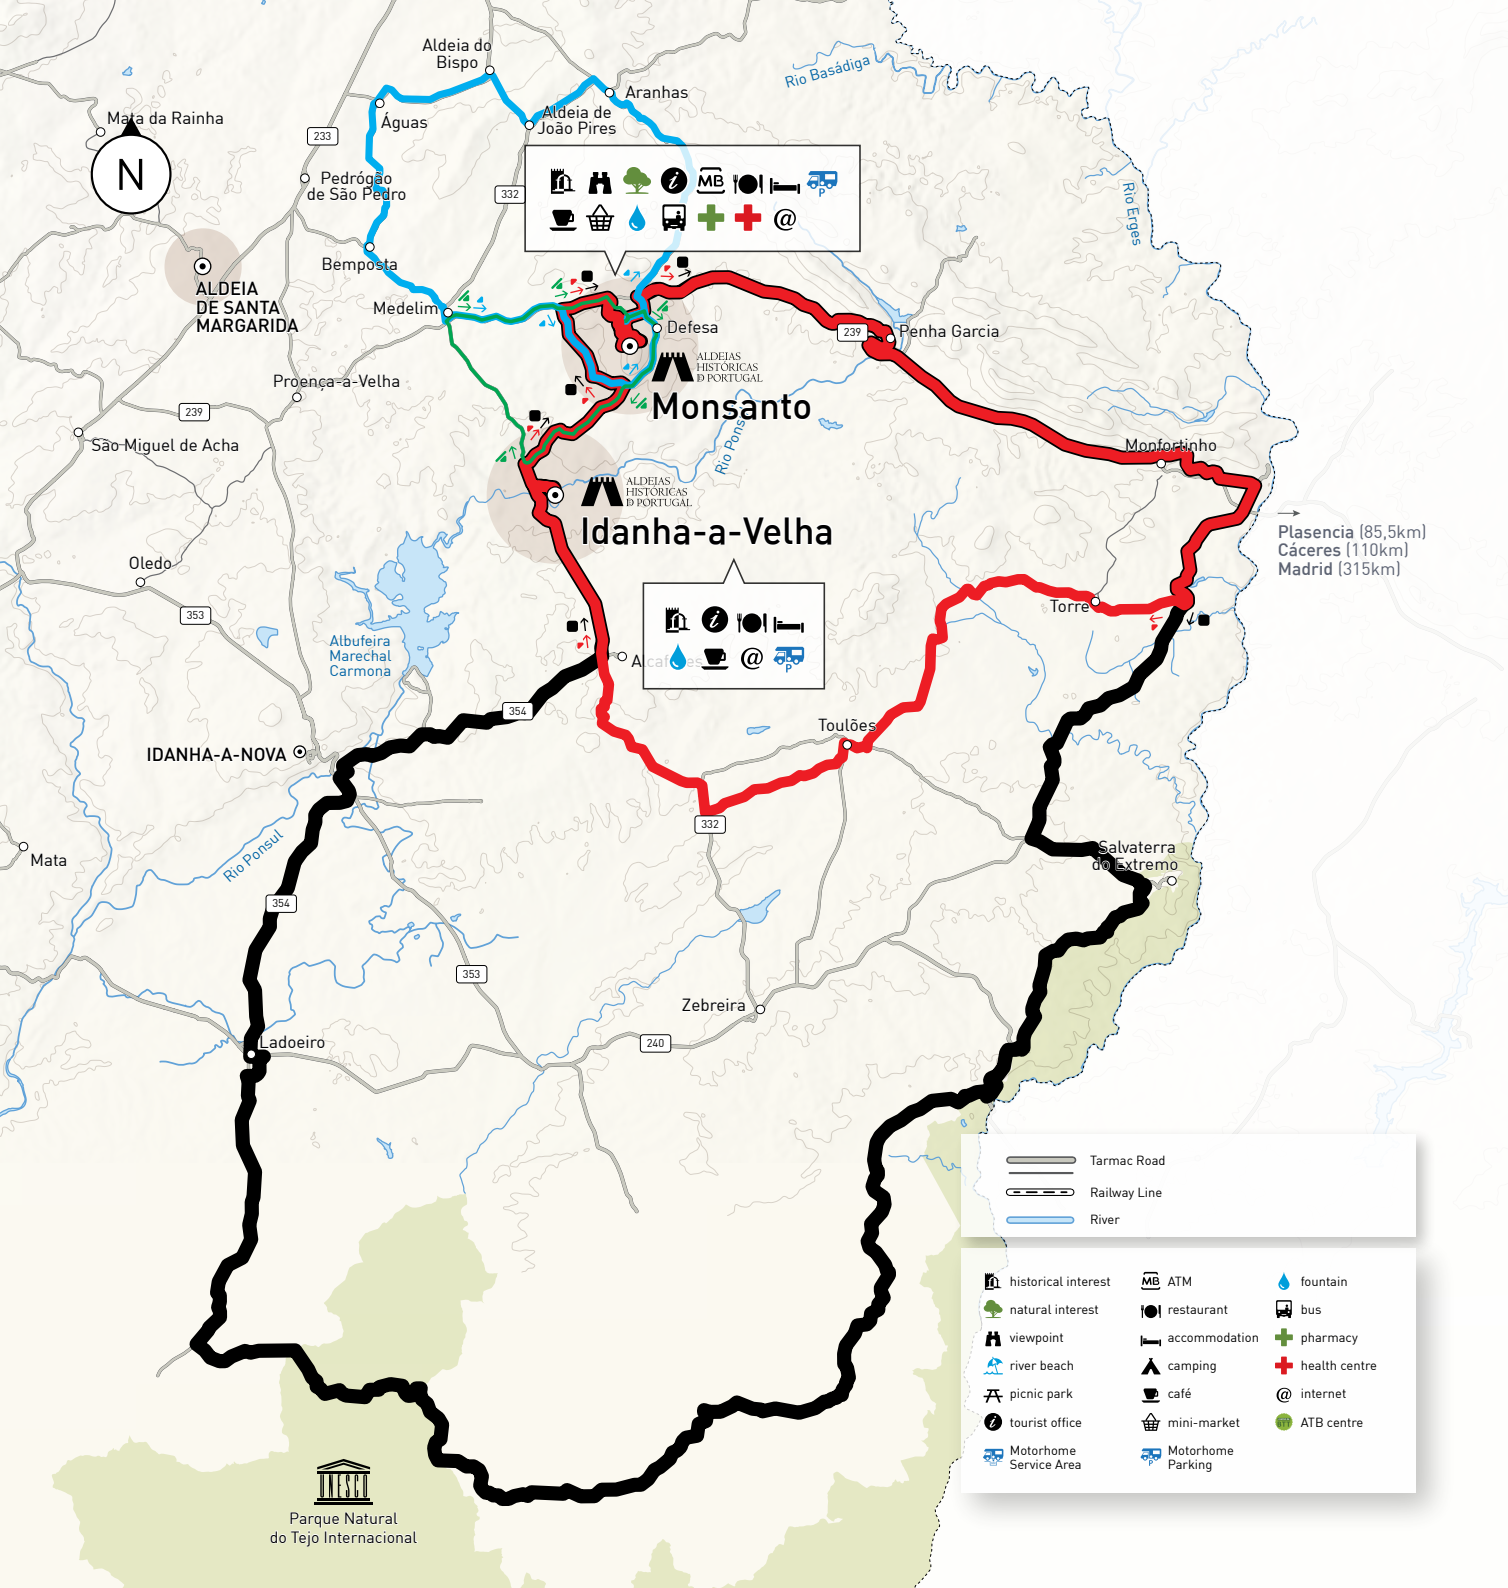 Aldeia do
Bispo
Rio Basádiga
Aranhas
Mata da Rainha
Águas
Aldeia de
João Pires
233
N
Pedrógão
de São Pedro
332
i
MB
P
@
Rio Erges
Bemposta
ALDEIA
DE SANTA
MARGARIDA
Medelim
Defesa
239
Penha Garcia
ALDEIAS
HISTÓRICAS
D PORTUGAL
Proença-a-Velha
Monsanto
239
São Miguel de Acha
Rio Ponsul
Monfortinho
ALDEIAS
HISTÓRICAS
D PORTUGAL
Idanha-a-Velha
Plasencia (85,5km)
Cáceres (110km)
Madrid (315km)
Oledo
353
Torre
i
@
P
Albufeira
Marechal
Carmona
Alcafozes
354
Toulões
IDANHA-A-NOVA
332
Mata
Rio Ponsul
Salvaterra
do Extremo
354
353
Zebreira
240
Ladoeiro
Tarmac Road
Railway Line
River
historical interest
natural interest
viewpoint
river beach
picnic park
i tourist office
Motorhome
Service Area
MB ATM
restaurant
accommodation
camping
café
mini-market
P Motorhome
Parking
fountain
bus
pharmacy
health centre
@ internet
ATB centre
UNESCO
Parque Natural
do Tejo Internacional